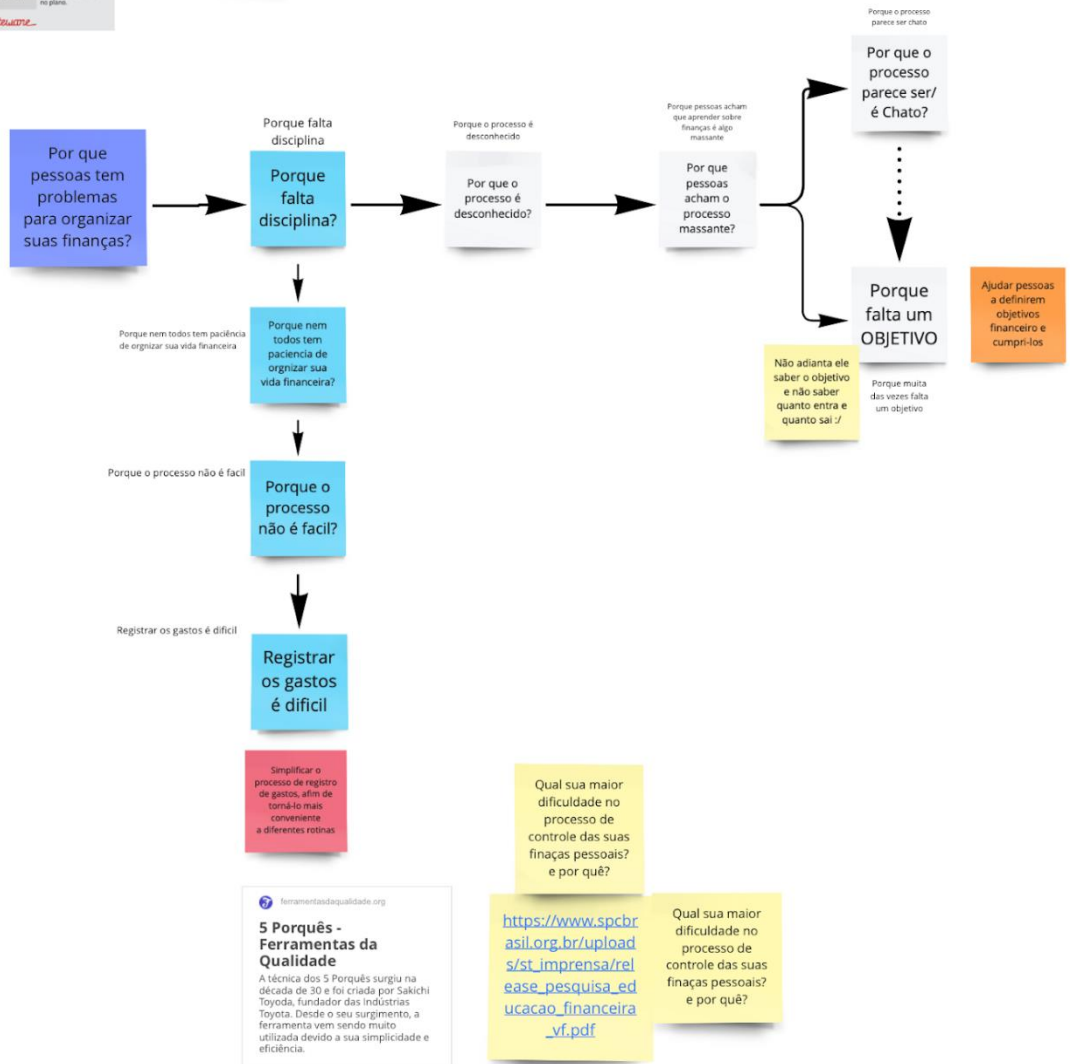 no plano.
Por que
pessoas tem
problemas
para organizar
suas finanças?
Porque falta
disciplina
Porque
falta
disciplina?
Porque o processo é
desconhecido
Por que o
processo é
desconhecido?
Porque pessoas acham
que aprender sobre
finanças é algo
massante
Por que
pessoas
acham o
processo
massante?
Porque o processo
parece ser chato
Por que o
processo
parece ser/
é Chato?
Porque
falta um
OBJETIVO
Porque muita
das vezes falta
um objetivo
Não adianta ele
saber o objetivo
e não saber
quanto entra e
quanto sai :/
Ajudar pessoas
a definirem
objetivos
financeiro e
cumpri-los
Porque nem todos tem paciência
de orgnizar sua vida financeira
Porque nem
todos tem
paciencia de
orgnizar sua
vida financeira?
Porque o processo não é facil
Porque o
processo
não é facil?
Registrar os gastos é dificil
Registrar
os gastos
é dificil
Simplificar o
processo de registro
de gastos, afim de
torná-lo mais
conveniente
a diferentes rotinas
ferramentasdaqualidade.org
5 Porquês -
Ferramentas da
Qualidade
A técnica dos 5 Porquês surgiu na
década de 30 e foi criada por Sakichi
Toyoda, fundador das Indústrias
Toyota. Desde o seu surgimento, a
ferramenta vem sendo muito
utilizada devido a sua simplicidade e
eficiência.
Qual sua maior
dificuldade no
processo de
controle das suas
finaças pessoais?
e por quê?
https://www.spcbr
asil.org.br/upload
s/st_imprensa/rel
ease_pesquisa_ed
ucacao_financeira
_vf.pdf
Qual sua maior
dificuldade no
processo de
controle das suas
finaças pessoais?
e por quê?